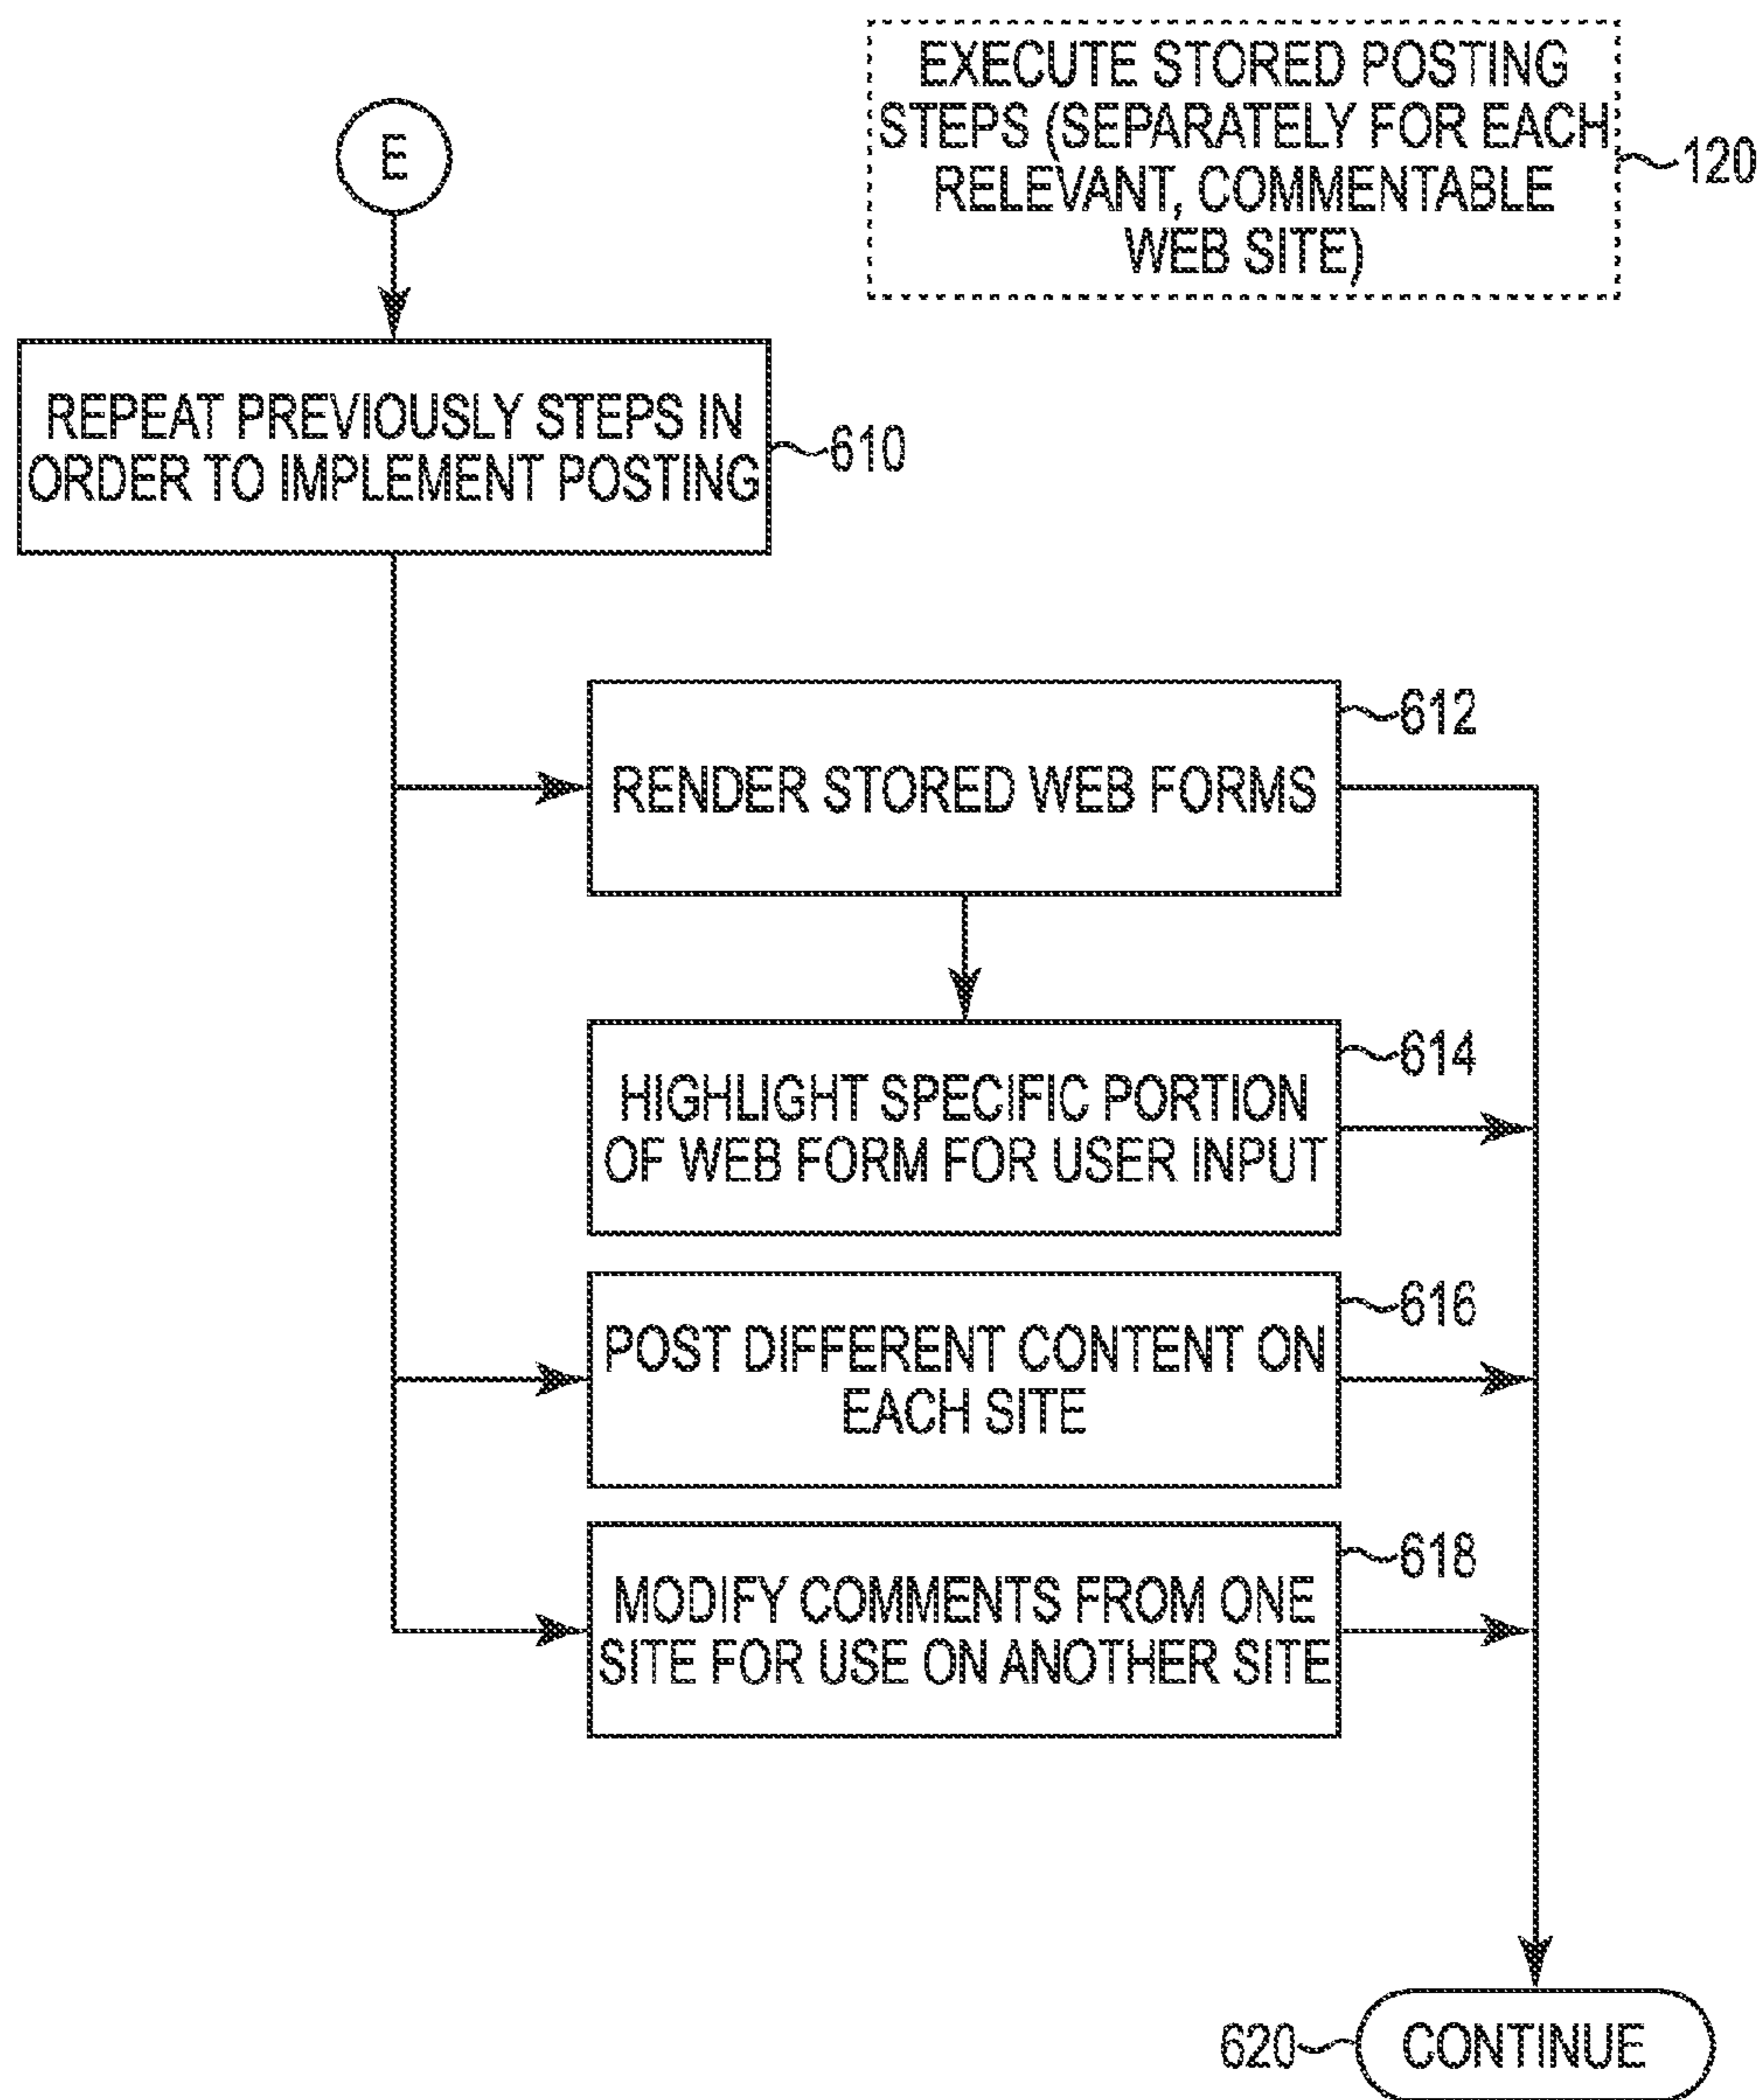 EXECUTE STORED POSTING
STEPS (SEPARATELY FOR EACH
RELEVANT, COMMENTABLE
WEB SITE)
120
E
REPEAT PREVIOUSLY STEPS IN
ORDER TO IMPLEMENT POSTING
610
612
RENDER STORED WEB FORMS
614
HIGHLIGHT SPECIFIC PORTION
OF WEB FORM FOR USER INPUT
616
POST DIFFERENT CONTENT ON
EACH SITE
618
MODIFY COMMENTS FROM ONE
SITE FOR USE ON ANOTHER SITE
620
CONTINUE